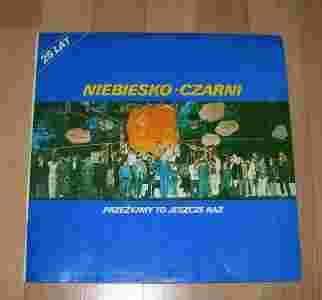 25 LAT
NIEBIESKO-CZARNI
PRZEŻYJMY TO JESZCZE RAZ